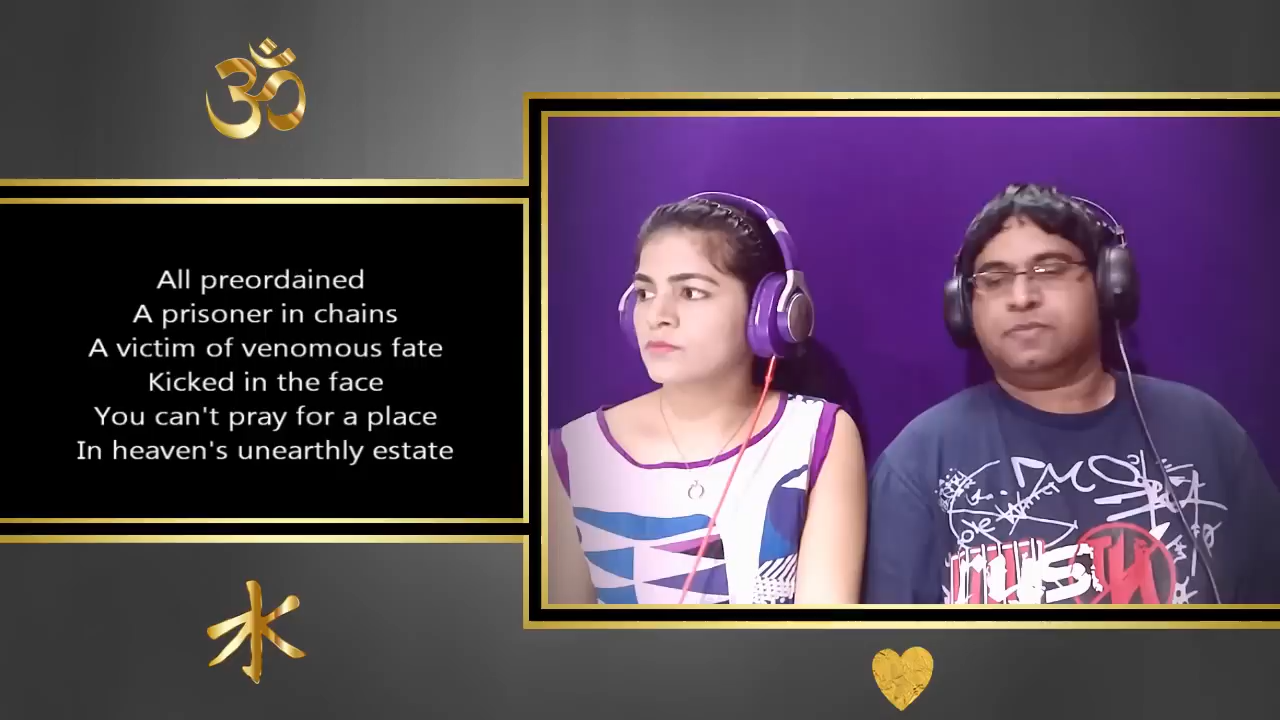 ॐ
All preordained
A prisoner in chains
A victim of venomous fate
Kicked in the face
You can't pray for a place
In heaven's unearthly estate